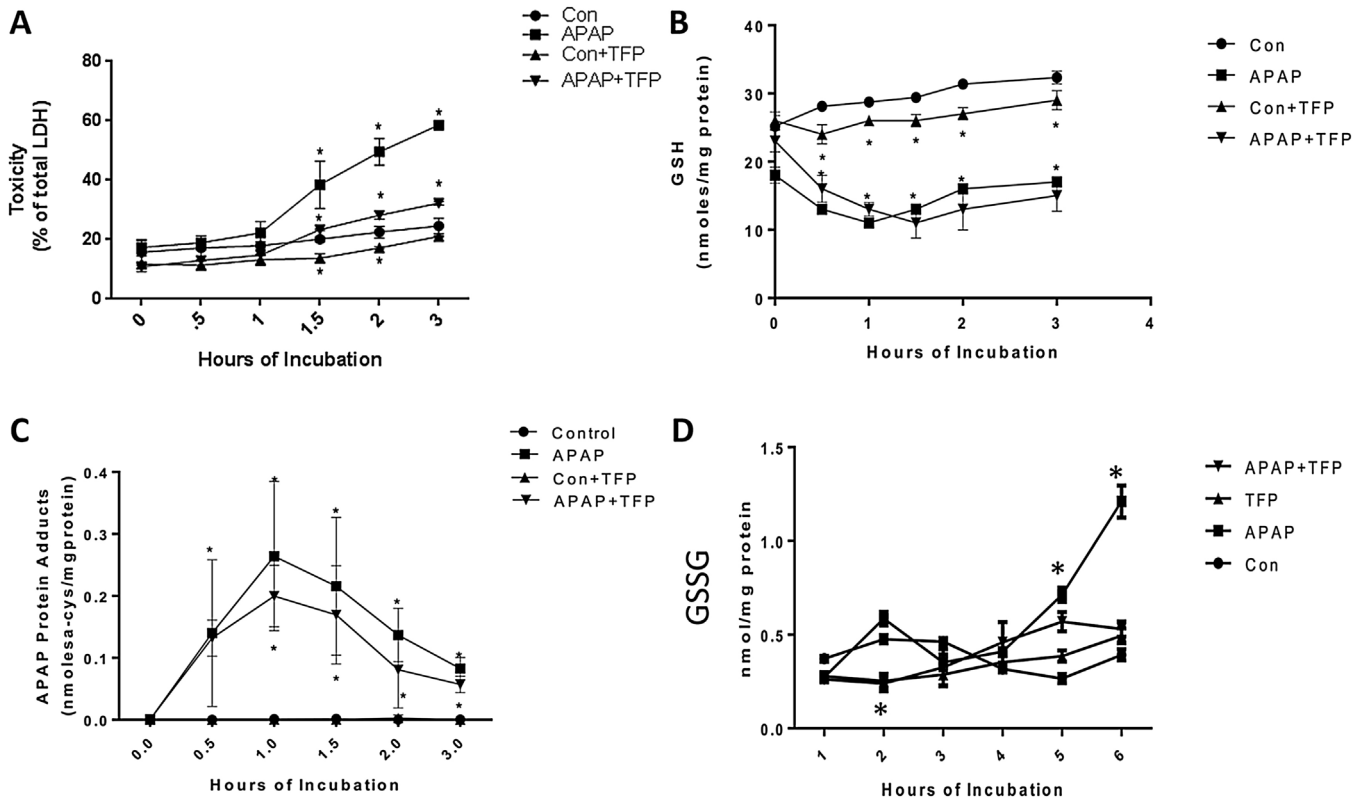 A
Con
APAP
Con+TFP
APAP+TFP
Toxicity
(% of total LDH)
80
60
40
20
0
* * *
* * *
* *
0 .5 1 1.5 2 3
Hours of Incubation
B
Con
APAP
Con+TFP
APAP+TFP
GSH
(nmoles/mg protein)
40
30
20
10
0
* * * * *
* * * * *
0 1 2 3 4
Hours of Incubation
C
Control
APAP
Con+TFP
APAP+TFP
APAP Protein Adducts
(nmolesa-cys/mgprotein)
0.4
0.3
0.2
0.1
0.0
* * * * *
* * * *
0.0 0.5 1.0 1.5 2.0 3.0
Hours of Incubation
D
APAP+TFP
TFP
APAP
Con
GSSG
nmol/mg protein
1.5
1.0
0.5
0.0
*
*
*
1 2 3 4 5 6
Hours of Incubation